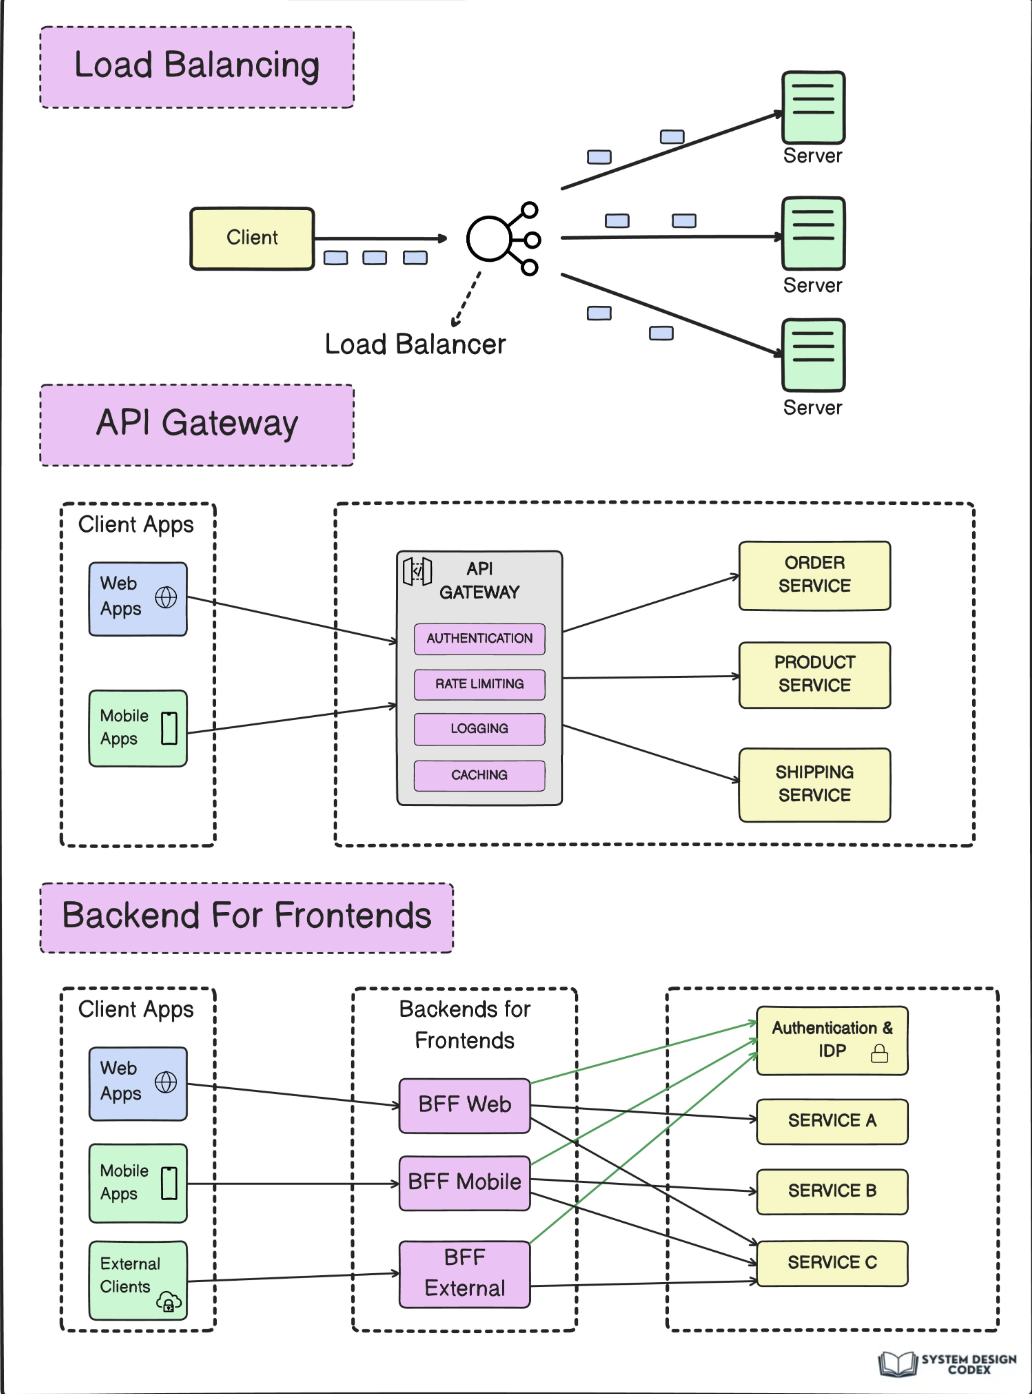 Load Balancing
Server
Client
Server
Load Balancer
Server
API Gateway
Client Apps
Web
Apps
Mobile
Apps
API
GATEWAY
AUTHENTICATION
RATE LIMITING
LOGGING
CACHING
ORDER
SERVICE
PRODUCT
SERVICE
SHIPPING
SERVICE
Backend For Frontends
Client Apps
Web
Apps
Mobile
Apps
External
Clients
Backends for
Frontends
BFF Web
BFF Mobile
BFF
External
Authentication &
IDP
SERVICE A
SERVICE B
SERVICE C
SYSTEM DESIGN
CODEX